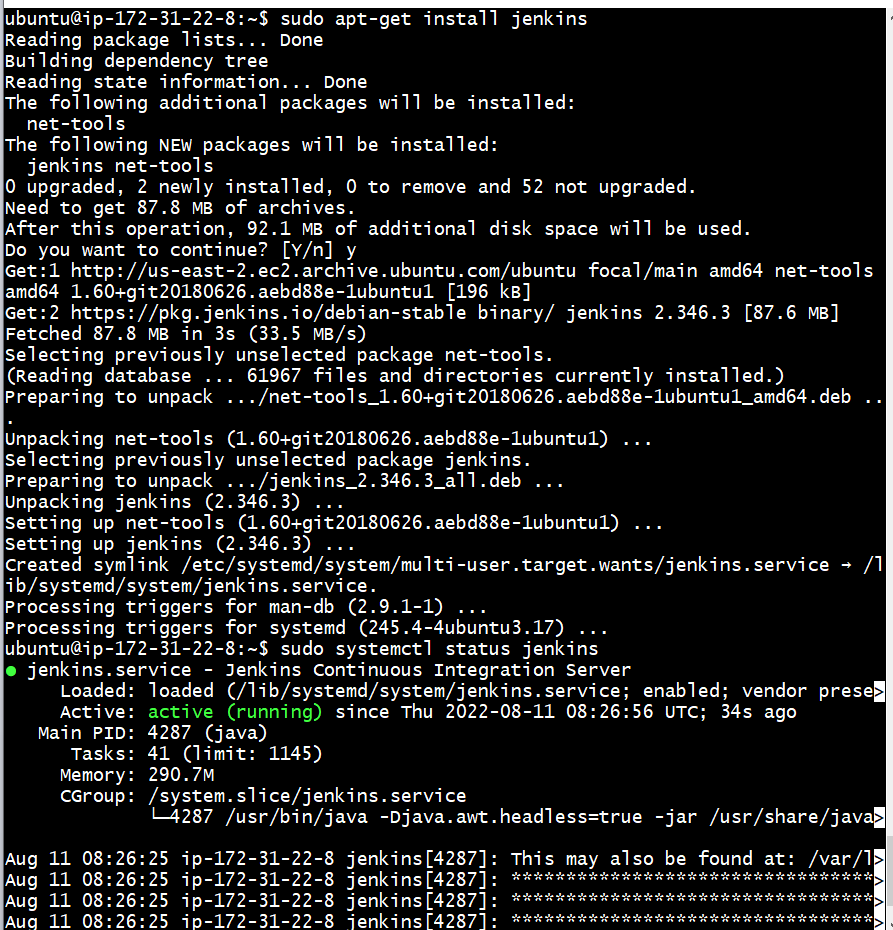 ubuntu@ip-172-31-22-8:~$ sudo apt-get install jenkins
Reading package lists... Done
Building dependency tree
Reading state information... Done
The following additional packages will be installed:
  net-tools
The following NEW packages will be installed:
  jenkins net-tools
0 upgraded, 2 newly installed, 0 to remove and 52 not upgraded.
Need to get 87.8 MB of archives.
After this operation, 92.1 MB of additional disk space will be used.
Do you want to continue? [Y/n] y
Get:1 http://us-east-2.ec2.archive.ubuntu.com/ubuntu focal/main amd64 net-tools
amd64 1.60+git20180626.aebd88e-1ubuntu1 [196 kB]
Get:2 https://pkg.jenkins.io/debian-stable binary/ jenkins 2.346.3 [87.6 MB]
Fetched 87.8 MB in 3s (33.5 MB/s)
Selecting previously unselected package net-tools.
(Reading database ... 61967 files and directories currently installed.)
Preparing to unpack .../net-tools_1.60+git20180626.aebd88e-1ubuntu1_amd64.deb ..
.
Unpacking net-tools (1.60+git20180626.aebd88e-1ubuntu1) ...
Selecting previously unselected package jenkins.
Preparing to unpack .../jenkins_2.346.3_all.deb ...
Unpacking jenkins (2.346.3) ...
Setting up net-tools (1.60+git20180626.aebd88e-1ubuntu1) ...
Setting up jenkins (2.346.3) ...
Created symlink /etc/systemd/system/multi-user.target.wants/jenkins.service → /l
ib/systemd/system/jenkins.service.
Processing triggers for man-db (2.9.1-1) ...
Processing triggers for systemd (245.4-4ubuntu3.17) ...
ubuntu@ip-172-31-22-8:~$ sudo systemctl status jenkins
● jenkins.service - Jenkins Continuous Integration Server
     Loaded: loaded (/lib/systemd/system/jenkins.service; enabled; vendor prese>
     Active: active (running) since Thu 2022-08-11 08:26:56 UTC; 34s ago
   Main PID: 4287 (java)
      Tasks: 41 (limit: 1145)
     Memory: 290.7M
     CGroup: /system.slice/jenkins.service
             └─4287 /usr/bin/java -Djava.awt.headless=true -jar /usr/share/java>
Aug 11 08:26:25 ip-172-31-22-8 jenkins[4287]: This may also be found at: /var/l>
Aug 11 08:26:25 ip-172-31-22-8 jenkins[4287]: *********************************>
Aug 11 08:26:25 ip-172-31-22-8 jenkins[4287]: *********************************>
Aug 11 08:26:25 ip-172-31-22-8 jenkins[4287]: *********************************>